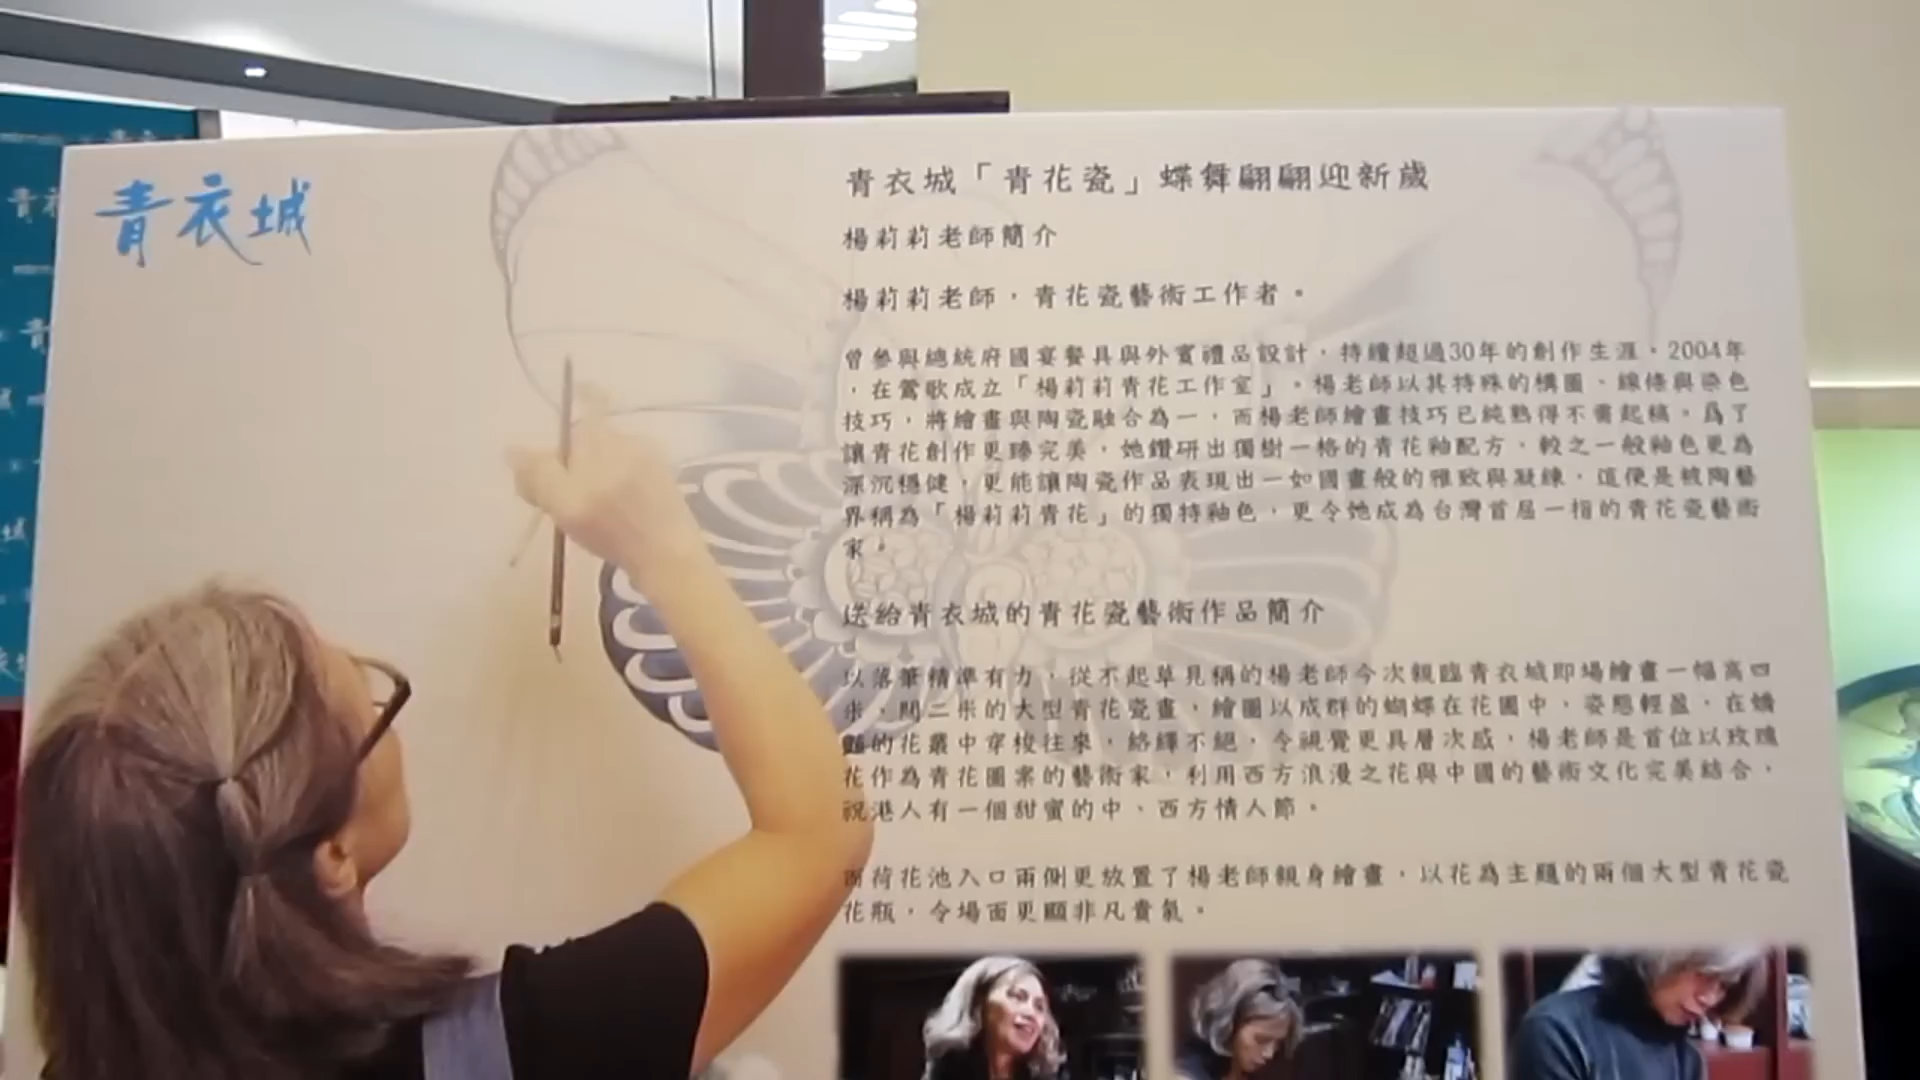 青衣城
青衣城「青花瓷」蝶舞翩翩迎新歲
楊莉莉老師簡介
楊莉莉老師，青花瓷藝術工作者。
曾參與總統府國宴餐具與外賓禮品設計，持續超過30年的創作生涯。2004年
，在鶯歌成立「楊莉莉青花工作室」。楊老師以其特殊的構圖、線條與染色
技巧，將繪畫與陶瓷融合為一，而楊老師繪畫技巧已純熟得不需起稿。爲了
讓青花創作更臻完美，她鑽研出獨樹一格的青花釉配方，較之一般釉色更為
深沉穩健，更能讓陶瓷作品表現出一如國畫般的雅致與凝練，這便是被陶藝
界稱為「楊莉莉青花」的獨特釉色，更令她成為台灣首屈一指的青花瓷藝術
家。
送給青衣城的青花瓷藝術作品簡介
以落筆精準有力，從不起草見稱的楊老師今次親臨青衣城即場繪畫一幅高四
米，闊二米的大型青花瓷畫，繪圖以成群的蝴蝶在花園中，姿態輕盈，在嬌
艷的花叢中穿梭往來，絡繹不絕，令視覺更具層次感，楊老師是首位以玫瑰
花作為青花圖案的藝術家，利用西方浪漫之花與中國的藝術文化完美結合，
祝港人有一個甜蜜的中、西方情人節。
而荷花池入口兩側更放置了楊老師親身繪畫，以花為主題的兩個大型青花瓷
花瓶，令場面更顯非凡貴氣。